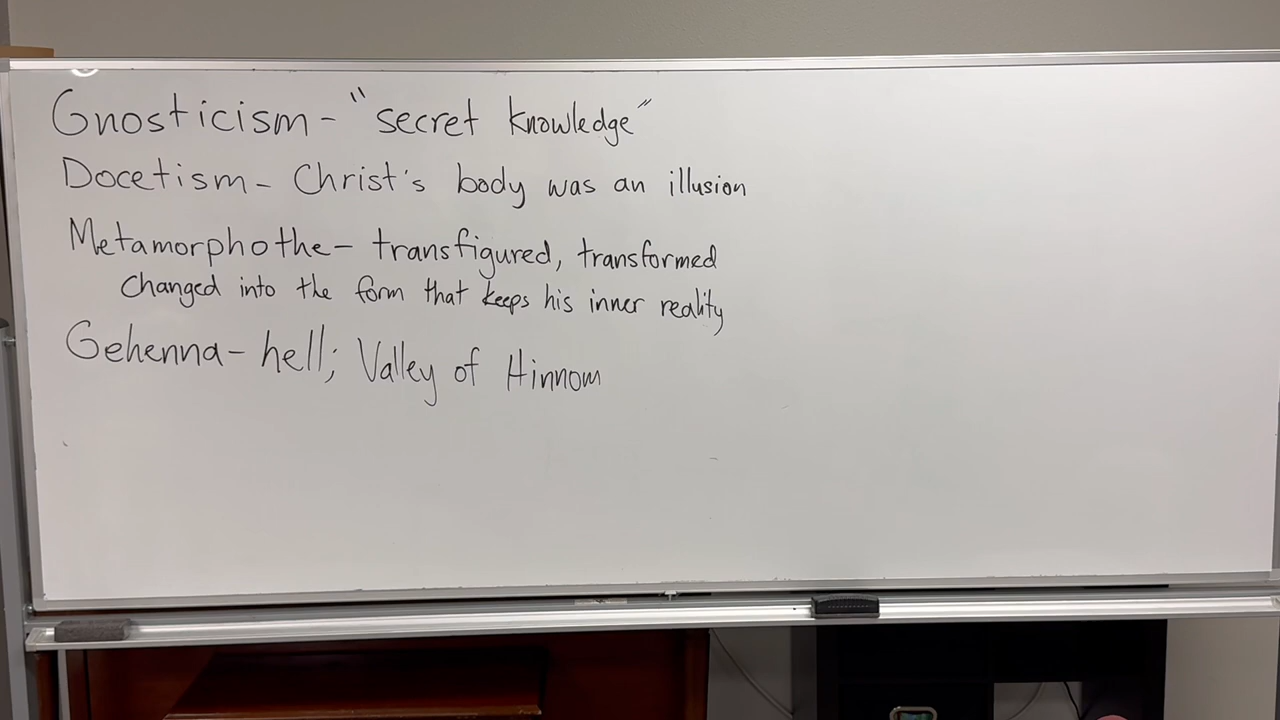 Gnosticism - "secret knowledge"
Docetism - Christ's body was an illusion
Metamorphothe - transfigured, transformed
Changed into the form that keeps his inner reality
Gehenna - hell; Valley of Hinnom